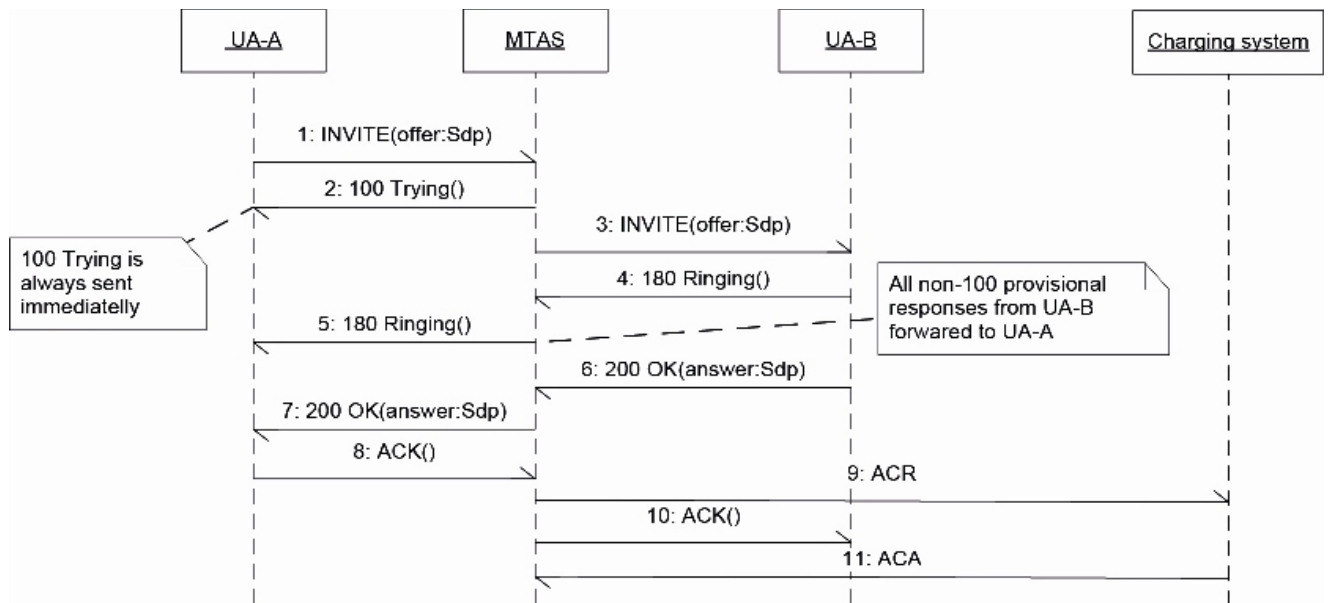 UA-A
MTAS
UA-B
Charging system
1: INVITE(offer:Sdp)
2: 100 Trying()
3: INVITE(offer:Sdp)
100 Trying is
always sent
immediatelly
4: 180 Ringing()
All non-100 provisional
responses from UA-B
forwared to UA-A
5: 180 Ringing()
6: 200 OK(answer:Sdp)
7: 200 OK(answer:Sdp)
8: ACK()
9: ACR
10: ACK()
11: ACA